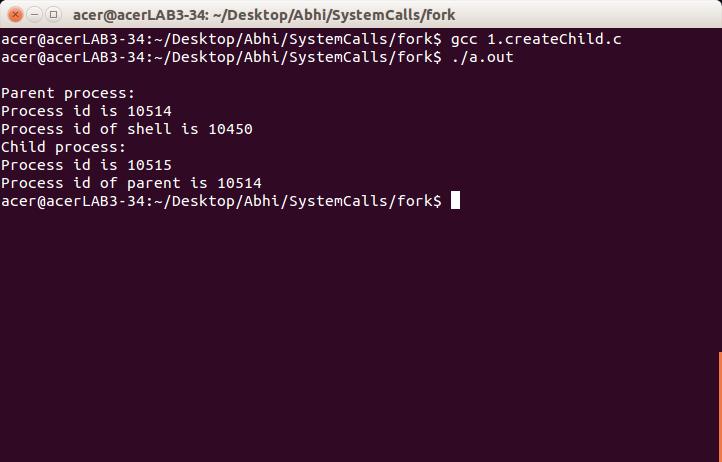 acer@acerLAB3-34: ~/Desktop/Abhi/SystemCalls/fork
acer@acerLAB3-34:~/Desktop/Abhi/SystemCalls/fork$ gcc 1.createChild.c
acer@acerLAB3-34:~/Desktop/Abhi/SystemCalls/fork$ ./a.out
Parent process:
Process id is 10514
Process id of shell is 10450
Child process:
Process id is 10515
Process id of parent is 10514
acer@acerLAB3-34:~/Desktop/Abhi/SystemCalls/fork$